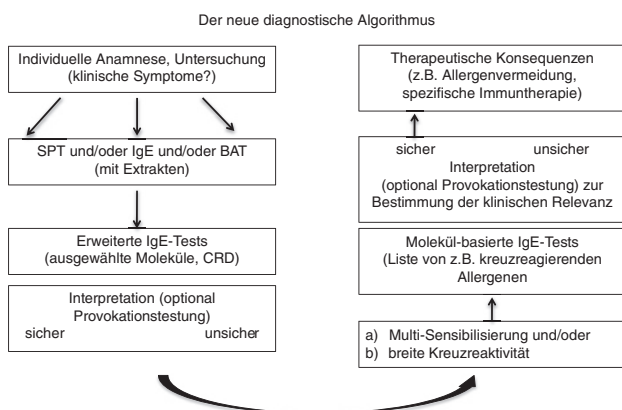 Der neue diagnostische Algorithmus
Individuelle Anamnese, Untersuchung
(klinische Symptome?)
SPT und/oder IgE und/oder BAT
(mit Extrakten)
Erweiterte IgE-Tests
(ausgewählte Moleküle, CRD)
Interpretation (optional
Provokationstestung)
sicher unsicher
Therapeutische Konsequenzen
(z.B. Allergenvermeidung,
spezifische Immuntherapie)
sicher unsicher
Interpretation
(optional Provokationstestung) zur
Bestimmung der klinischen Relevanz
Molekül-basierte IgE-Tests
(Liste von z.B. kreuzreagierenden
Allergenen
a) Multi-Sensibilisierung und/oder
b) breite Kreuzreaktivität